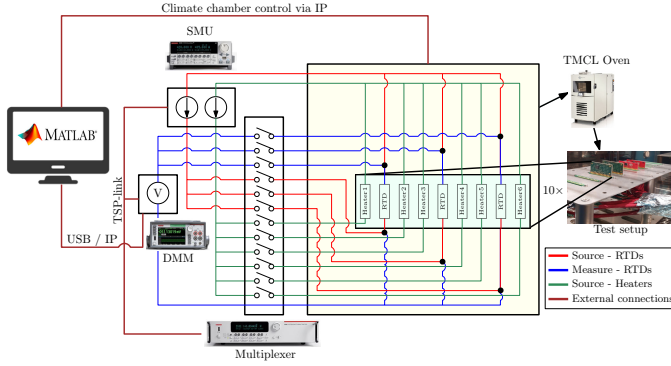 Climate chamber control via IP
SMU
TMCL Oven
MATLAB
TSP-link
V
USB / IP
DMM
Heater1
RTD
Heater2
Heater3
RTD
Heater4
Heater5
RTD
Heater6
10×
Test setup
Source - RTDs
Measure - RTDs
Source - Heaters
External connections
Multiplexer